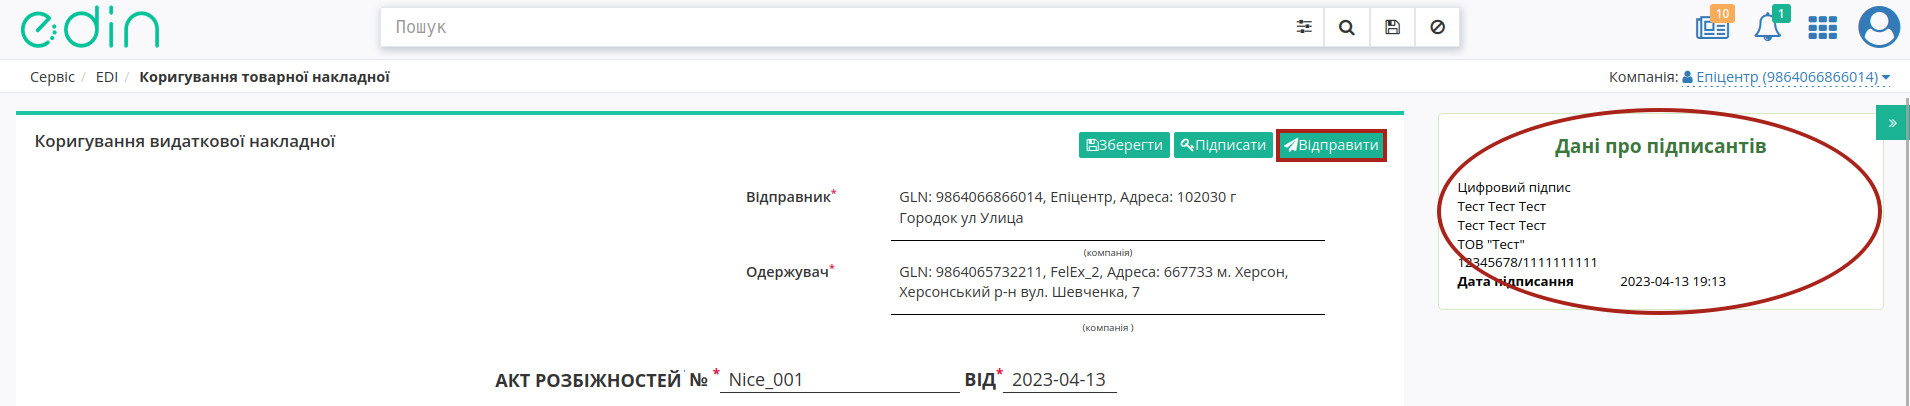 edin
Пошук
10
1
Сервіс / EDI / Коригування товарної накладної
Компанія: Епіцентр (9864066866014)
Коригування видаткової накладної
Зберегти Підписати Відправити
»
Дані про підписантів
Цифровий підпис
Тест Тест Тест
Тест Тест Тест
ТОВ "Тест"
12345678/1111111111
Дата підписання 2023-04-13 19:13
Відправник* GLN: 9864066866014, Епіцентр, Адреса: 102030 г
Городок ул Улица
(компанія)
Одержувач* GLN: 9864065732211, FelEx_2, Адреса: 667733 м. Херсон,
Херсонський р-н вул. Шевченка, 7
(компанія )
АКТ РОЗБІЖНОСТЕЙ № * Nice_001 ВІД* 2023-04-13